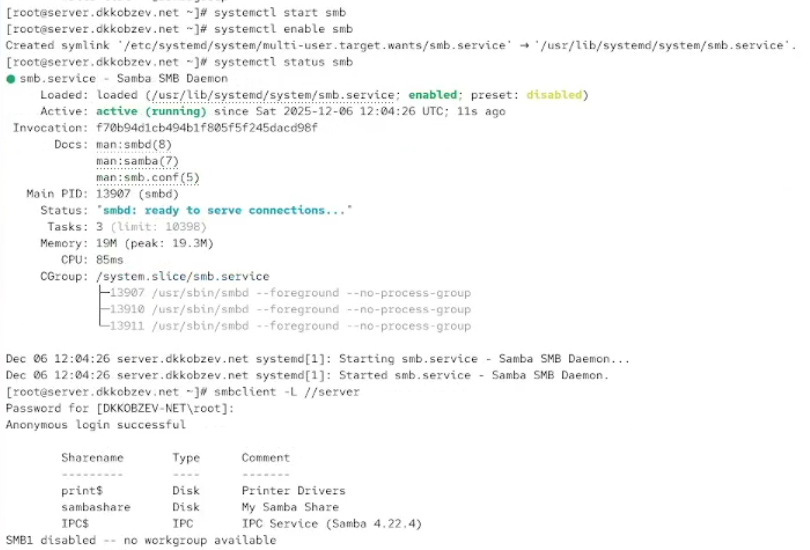 [root@server.dkkobzev.net ~]# systemctl start smb
[root@server.dkkobzev.net ~]# systemctl enable smb
Created symlink '/etc/systemd/system/multi-user.target.wants/smb.service' → '/usr/lib/systemd/system/smb.service'.
[root@server.dkkobzev.net ~]# systemctl status smb
● smb.service - Samba SMB Daemon
Loaded: loaded (/usr/lib/systemd/system/smb.service; enabled; preset: disabled)
Active: active (running) since Sat 2025-12-06 12:04:26 UTC; 11s ago
Invocation: f70b94d1cb494b1f805f5f245dacd98f
Docs: man:smbd(8)
man:samba(7)
man:smb.conf(5)
Main PID: 13907 (smbd)
Status: "smbd: ready to serve connections..."
Tasks: 3 (limit: 10398)
Memory: 19M (peak: 19.3M)
CPU: 85ms
CGroup: /system.slice/smb.service
├─13907 /usr/sbin/smbd --foreground --no-process-group
├─13910 /usr/sbin/smbd --foreground --no-process-group
└─13911 /usr/sbin/smbd --foreground --no-process-group
Dec 06 12:04:26 server.dkkobzev.net systemd[1]: Starting smb.service - Samba SMB Daemon...
Dec 06 12:04:26 server.dkkobzev.net systemd[1]: Started smb.service - Samba SMB Daemon.
[root@server.dkkobzev.net ~]# smbclient -L //server
Password for [DKKOBZEV-NET\root]:
Anonymous login successful
Sharename Type Comment
--------- ---- -------
print$ Disk Printer Drivers
sambashare Disk My Samba Share
IPC$ IPC IPC Service (Samba 4.22.4)
SMB1 disabled -- no workgroup available